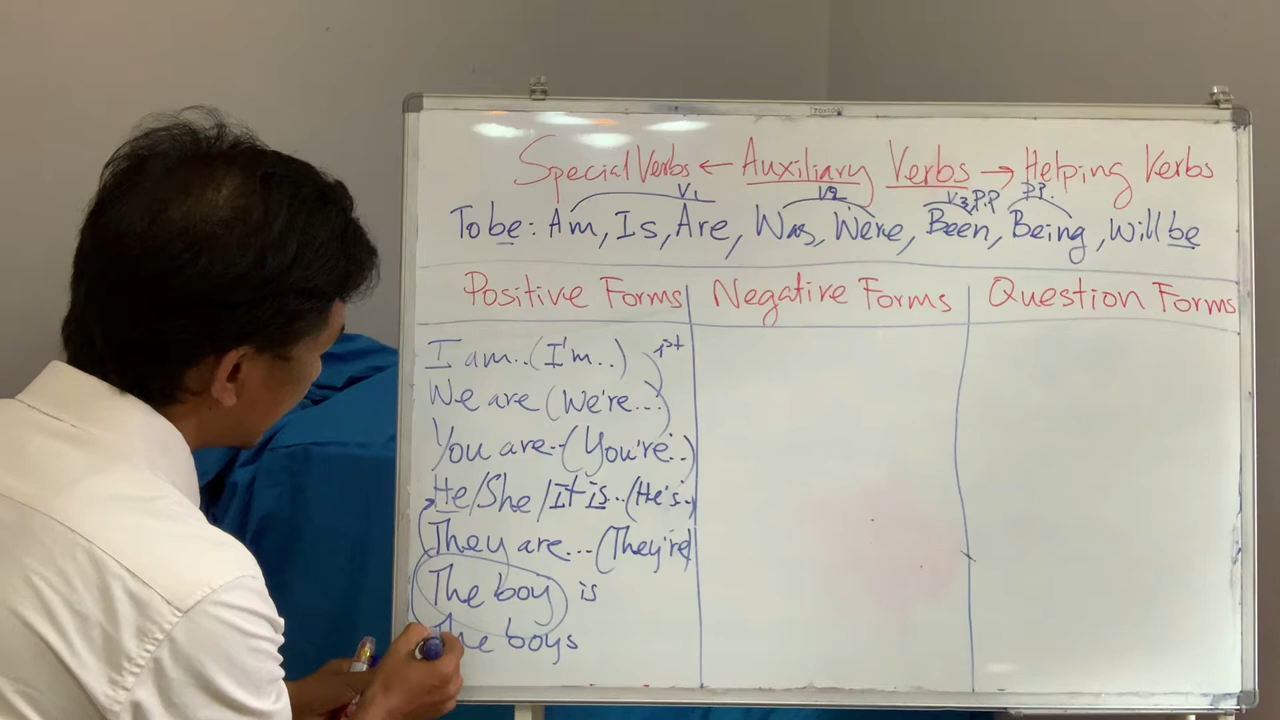 Special Verbs ← Auxiliary Verbs → Helping Verbs
V1 V2 V3, P.P P.P.
To be: Am, Is, Are, Was, Were, Been, Being, Will be
Positive Forms Negative Forms Question Forms
I am..(I'm..) 1st
We are (We're...
You are..(You're..)
He/She/It is..(He's..)
They are...(They're)
The boy is
The boys